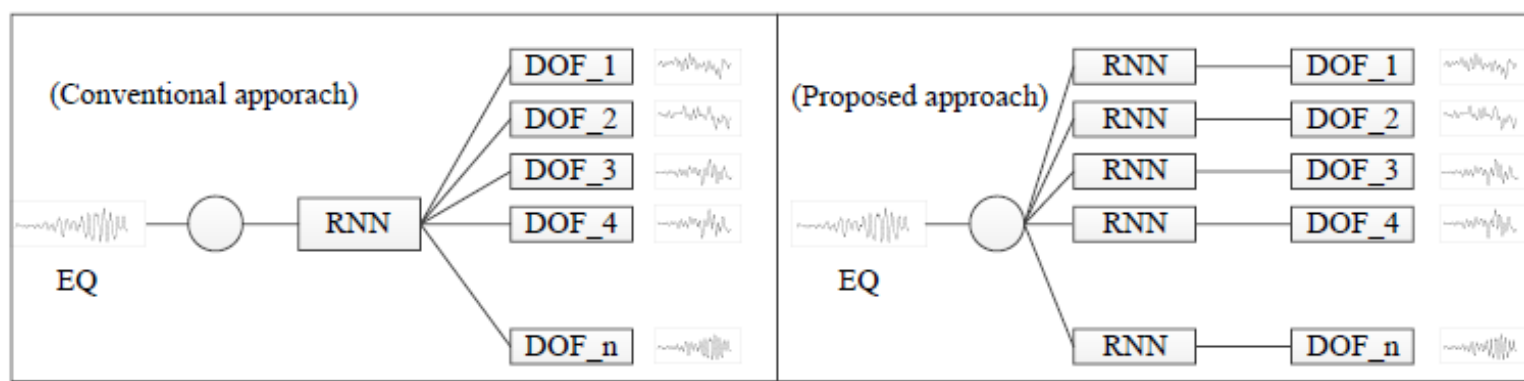 (Conventional apporach)
EQ
RNN
DOF_1
DOF_2
DOF_3
DOF_4
DOF_n
(Proposed approach)
EQ
RNN
DOF_1
RNN
DOF_2
RNN
DOF_3
RNN
DOF_4
RNN
DOF_n